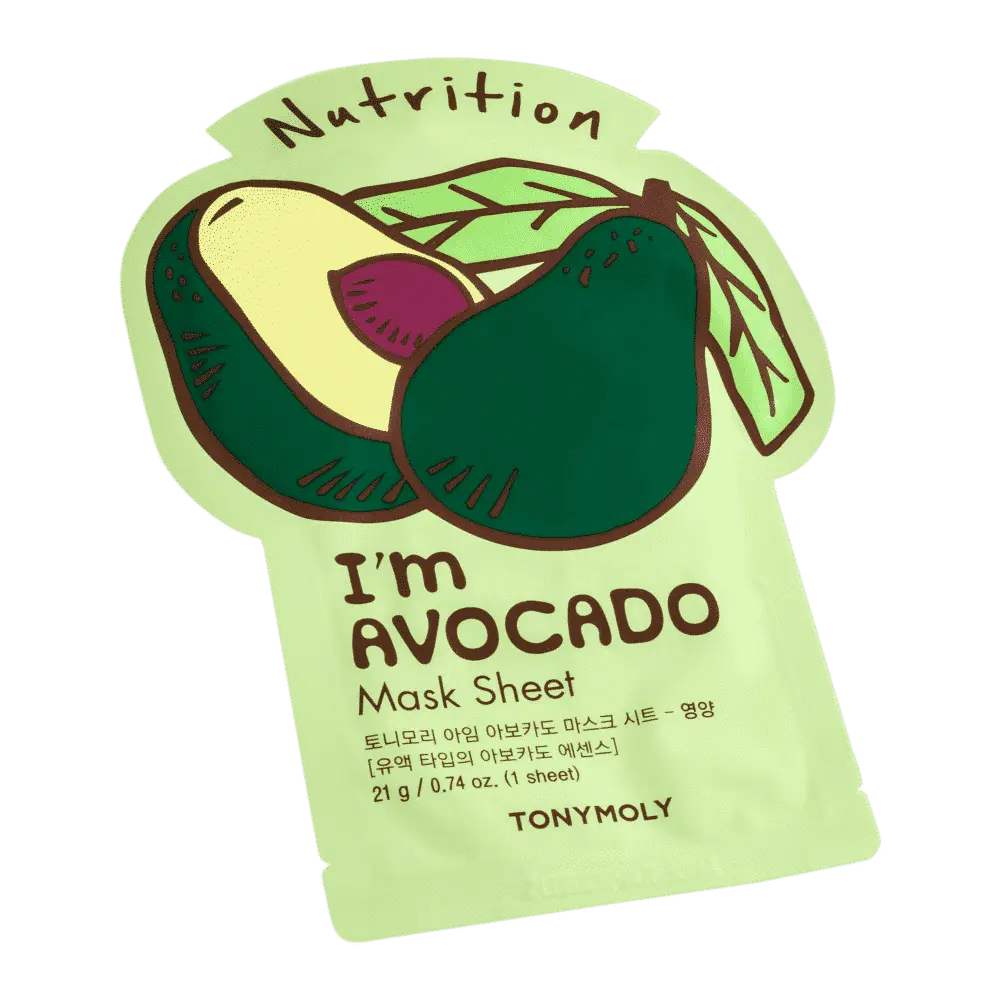 Nutrition
I'm
AVOCADO
Mask Sheet
토니모리 아임 아보카도 마스크 시트 - 영양
[유액 타입의 아보카도 에센스]
21 g / 0.74 oz. (1 sheet)
TONYMOLY